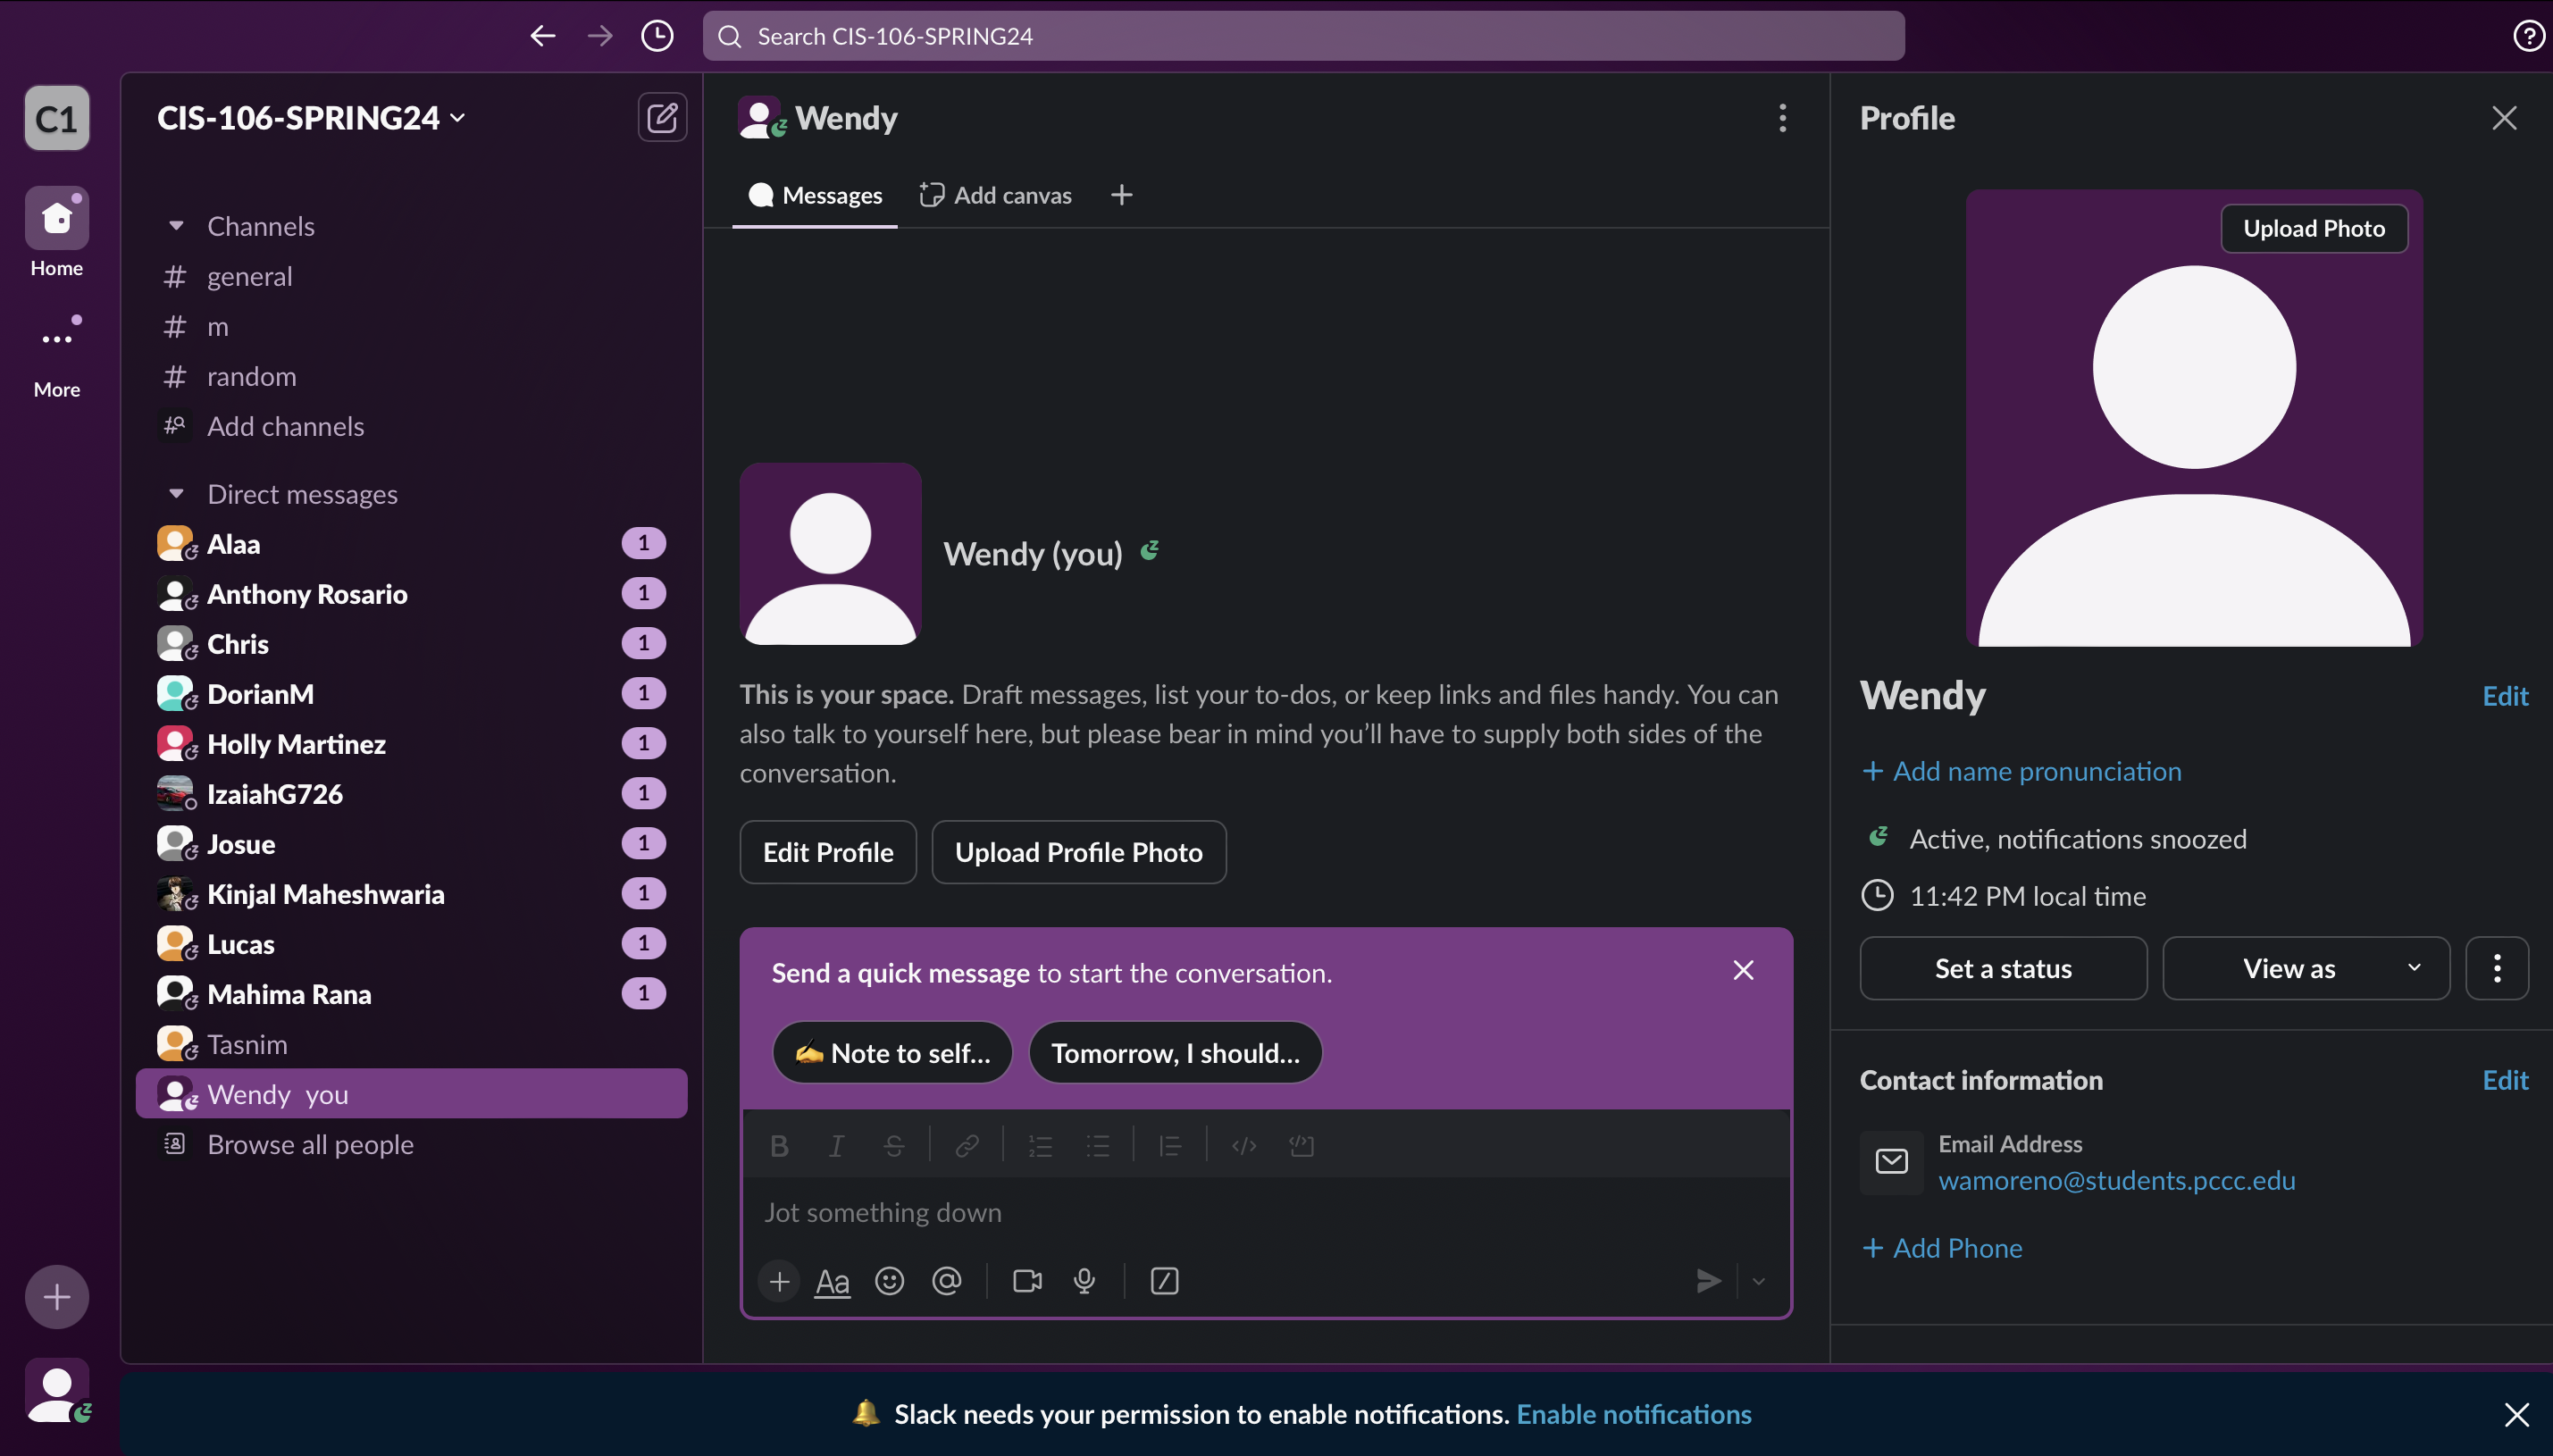 Search CIS-106-SPRING24
C1
Home
More
CIS-106-SPRING24
Channels
# general
# m
# random
Add channels
Direct messages
Alaa 1
Anthony Rosario 1
Chris 1
DorianM 1
Holly Martinez 1
IzaiahG726 1
Josue 1
Kinjal Maheshwaria 1
Lucas 1
Mahima Rana 1
Tasnim
Wendy you
Browse all people
Wendy
Messages Add canvas +
Wendy (you)
This is your space. Draft messages, list your to-dos, or keep links and files handy. You can
also talk to yourself here, but please bear in mind you’ll have to supply both sides of the
conversation.
Edit Profile Upload Profile Photo
Send a quick message to start the conversation.
✍️ Note to self... Tomorrow, I should...
Jot something down
Aa
Profile
Upload Photo
Wendy Edit
+ Add name pronunciation
Active, notifications snoozed
11:42 PM local time
Set a status View as
Contact information Edit
Email Address
wamoreno@students.pccc.edu
+ Add Phone
🔔 Slack needs your permission to enable notifications. Enable notifications